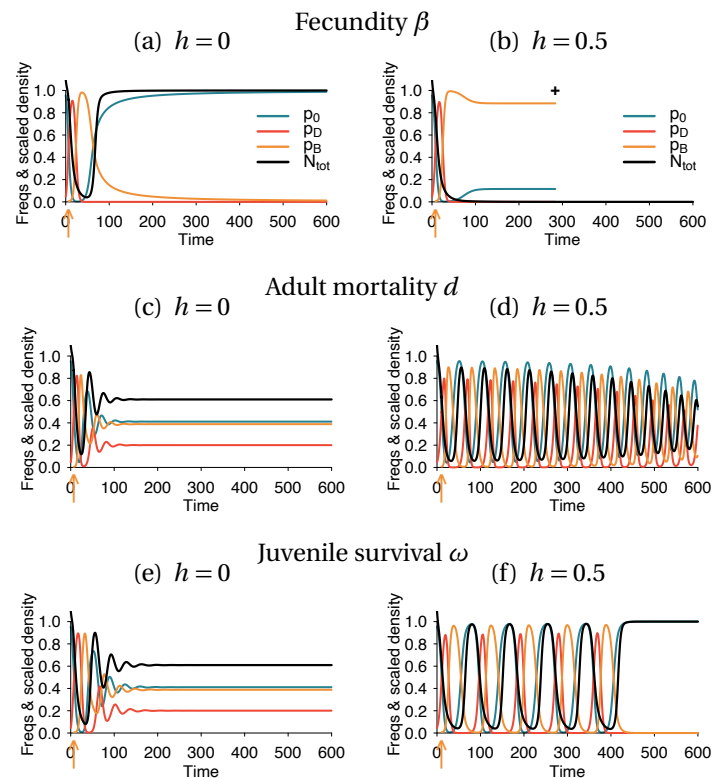 Fecundity β
(a) h = 0
(b) h = 0.5
Freqs & scaled density
1.0
0.8
0.6
0.4
0.2
0.0
p0
pD
pB
Ntot
0 100 200 300 400 500 600
Time
Freqs & scaled density
1.0
0.8
0.6
0.4
0.2
0.0
+
p0
pD
pB
Ntot
0 100 200 300 400 500 600
Time
Adult mortality d
(c) h = 0
(d) h = 0.5
Freqs & scaled density
1.0
0.8
0.6
0.4
0.2
0.0
0 100 200 300 400 500 600
Time
Freqs & scaled density
1.0
0.8
0.6
0.4
0.2
0.0
0 100 200 300 400 500 600
Time
Juvenile survival ω
(e) h = 0
(f) h = 0.5
Freqs & scaled density
1.0
0.8
0.6
0.4
0.2
0.0
0 100 200 300 400 500 600
Time
Freqs & scaled density
1.0
0.8
0.6
0.4
0.2
0.0
0 100 200 300 400 500 600
Time